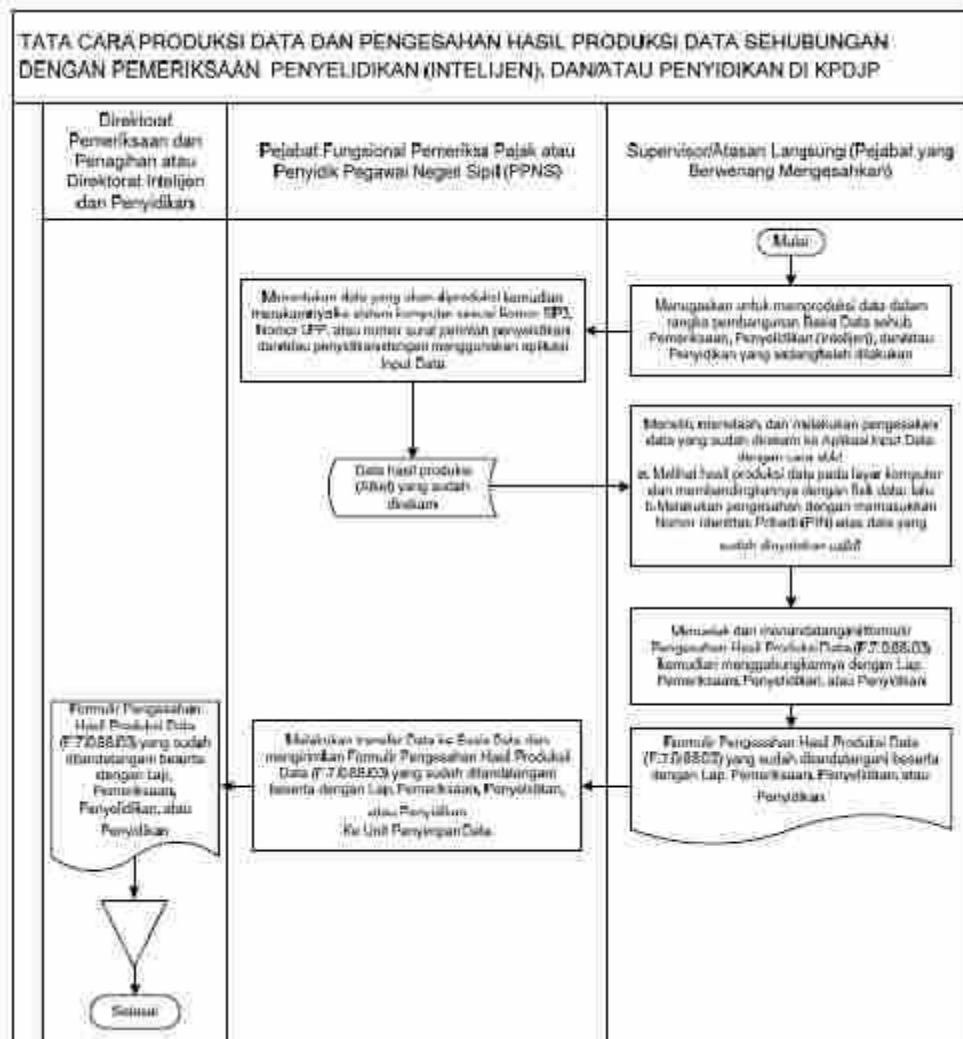 TATA CARA PRODUKSI DATA DAN PENGESAHAN HASIL PRODUKSI DATA SEHUBUNGAN
DENGAN PEMERIKSAAN PENYELIDIKAN (INTELIJEN), DAN/ATAU PENYIDIKAN DI KPDJP
Direktorat
Pemeriksaan dan
Penagihan atau
Direktorat Intelijen
dan Penyidikan
Pejabat Fungsional Pemeriksa Pajak atau
Penyidik Pegawai Negeri Sipil (PPNS)
Supervisor/Atasan Langsung (Pejabat yang
Berwenang Mengesahkan)
Mulai
Menugaskan untuk memproduksi data dalam
rangka pembangunan Basis Data sehub.
Pemeriksaan, Penyelidikan (intelijen), dan/atau
Penyidikan yang sedang/telah dilakukan
Menentukan data yang akan diproduksi kemudian
sistem komputer sesuai Nomor SP3,
Nomor LPP, atau nomor surat perintah penyelidikan
dan/atau penyidikan dengan menggunakan aplikasi
Input Data
Data hasil produksi
(Alket) yang sudah
direkam
Meneliti, menelaah, dan melakukan pengesahan
data yang sudah direkam ke Aplikasi Input Data
dengan cara
a. Melihat hasil produksi data pada layar komputer
dan membandingkannya dengan fisik data: lalu
b. Melakukan pengesahan dengan memasukkan
Nomor Identitas Pribadi (PIN) atas data yang
sudah dinyatakan valid
Mencetak dan menandatangani formulir
Pengesahan Hasil Produksi Data (F.7.0.88.03)
kemudian menggabungkannya dengan Lap.
Pemeriksaan, Penyelidikan, atau Penyidikan
Formulir Pengesahan Hasil Produksi Data
(F.7.0.88.03) yang sudah ditandatangani beserta
dengan Lap. Pemeriksaan, Penyelidikan, atau
Penyidikan
Melakukan transfer Data ke Basis Data dan
mengirimkan Formulir Pengesahan Hasil Produksi
Data (F.7.0.88.03) yang sudah ditandatangani
beserta dengan Lap. Pemeriksaan, Penyelidikan,
atau Penyidikan
Ke Unit Penyimpan Data
Formulir Pengesahan
Hasil Produksi Data
(F.7.0.88.03) yang sudah
ditandatangani beserta
dengan Lap.
Pemeriksaan,
Penyelidikan, atau
Penyidikan
Selesai